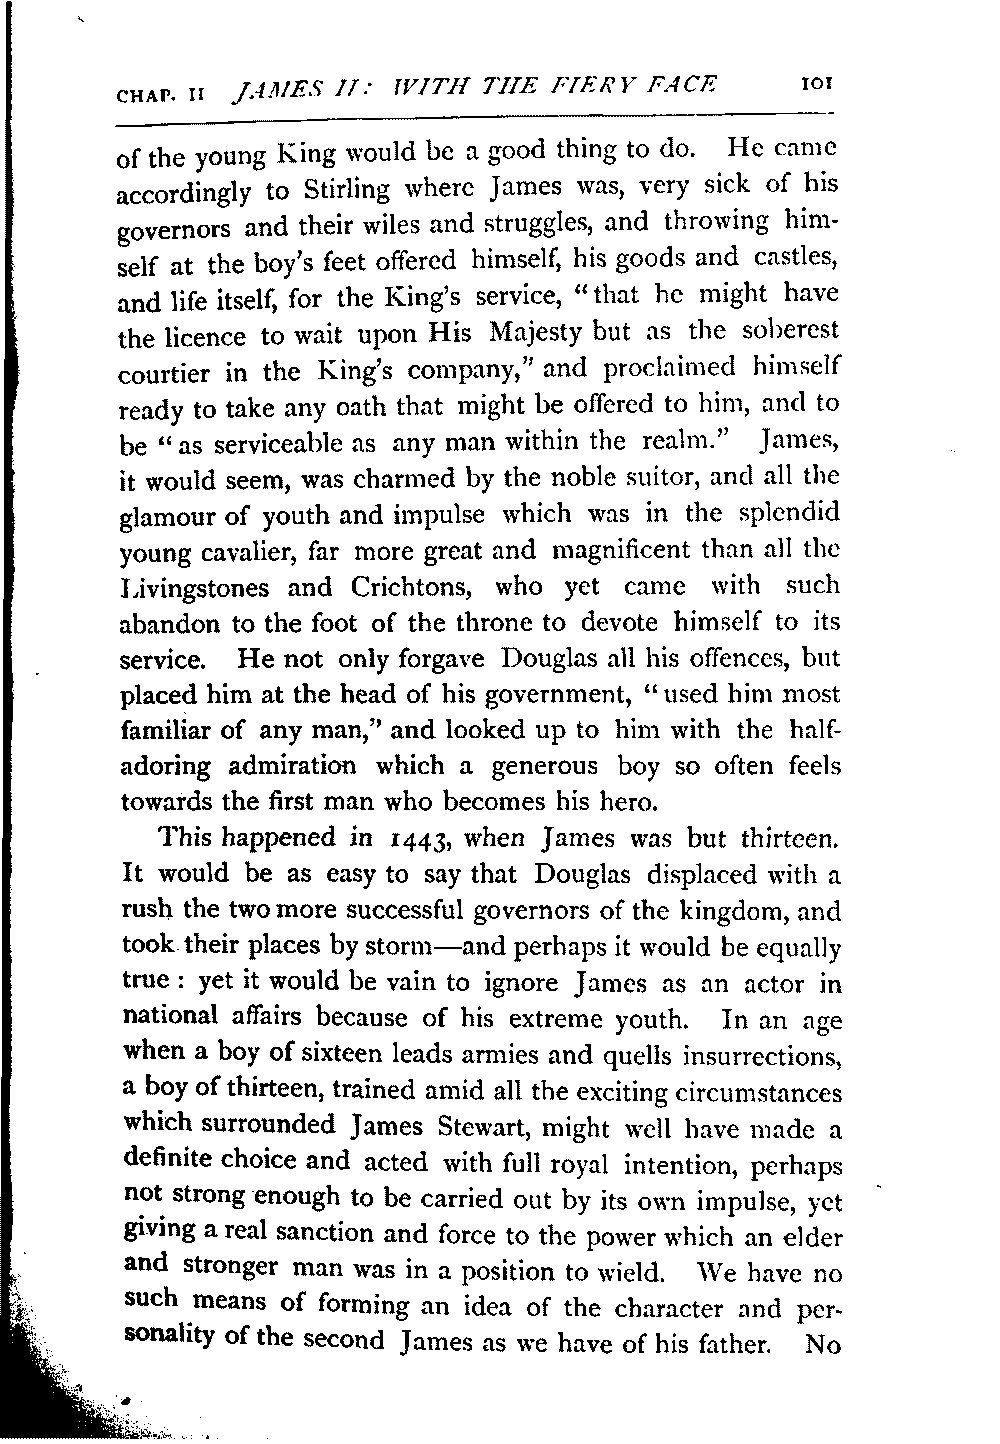 CHAP. II JAMES II: WITH THE FIERY FACE 101
of the young King would be a good thing to do. He came
accordingly to Stirling where James was, very sick of his
governors and their wiles and struggles, and throwing him-
self at the boy's feet offered himself, his goods and castles,
and life itself, for the King's service, "that he might have
the licence to wait upon His Majesty but as the soberest
courtier in the King's company," and proclaimed himself
ready to take any oath that might be offered to him, and to
be "as serviceable as any man within the realm." James,
it would seem, was charmed by the noble suitor, and all the
glamour of youth and impulse which was in the splendid
young cavalier, far more great and magnificent than all the
Livingstones and Crichtons, who yet came with such
abandon to the foot of the throne to devote himself to its
service. He not only forgave Douglas all his offences, but
placed him at the head of his government, "used him most
familiar of any man," and looked up to him with the half-
adoring admiration which a generous boy so often feels
towards the first man who becomes his hero.
This happened in 1443, when James was but thirteen.
It would be as easy to say that Douglas displaced with a
rush the two more successful governors of the kingdom, and
took their places by storm—and perhaps it would be equally
true : yet it would be vain to ignore James as an actor in
national affairs because of his extreme youth. In an age
when a boy of sixteen leads armies and quells insurrections,
a boy of thirteen, trained amid all the exciting circumstances
which surrounded James Stewart, might well have made a
definite choice and acted with full royal intention, perhaps
not strong enough to be carried out by its own impulse, yet
giving a real sanction and force to the power which an elder
and stronger man was in a position to wield. We have no
such means of forming an idea of the character and per-
sonality of the second James as we have of his father. No